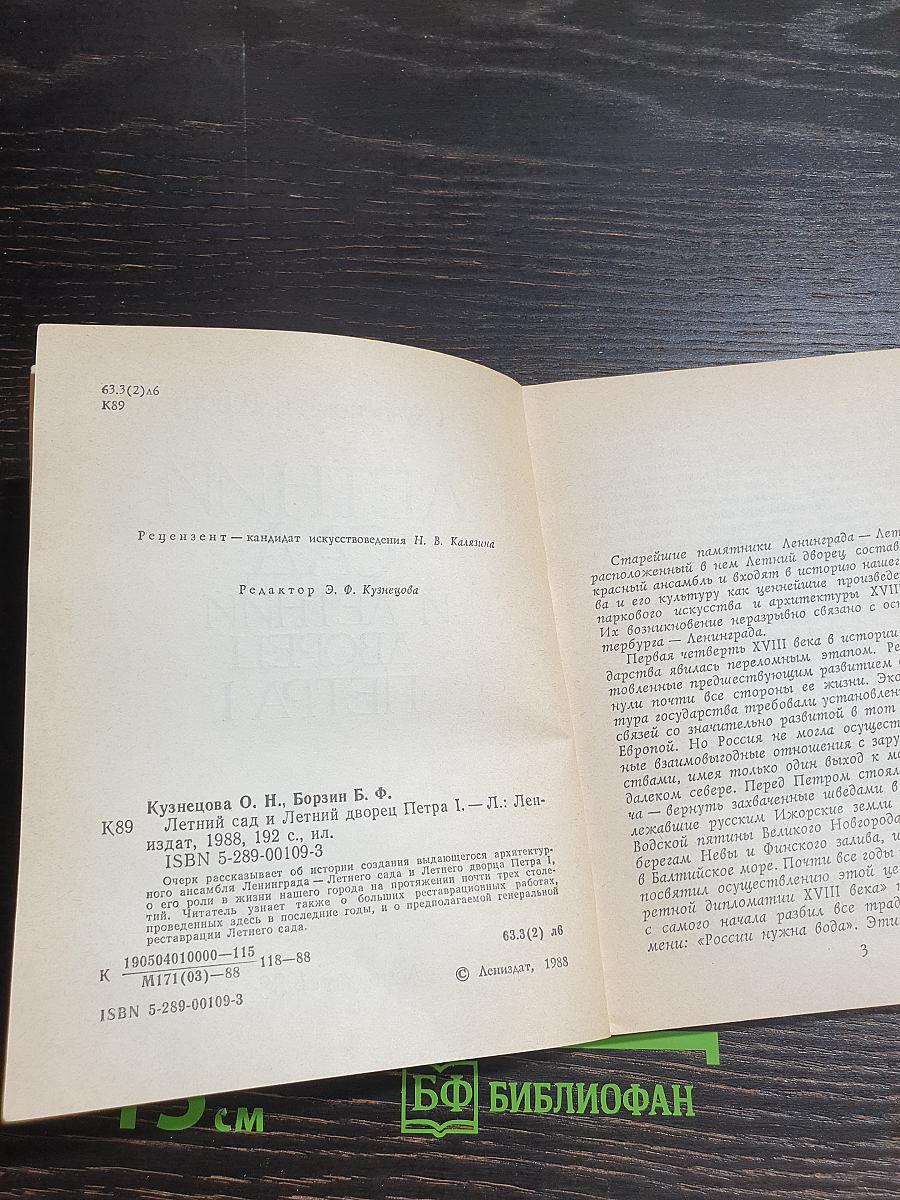 63.3(2)л6
К89
Рецензент — кандидат искусствоведения Н. В. Калязина
Редактор Э. Ф. Кузнецова
Кузнецова О. Н., Борзин Б. Ф.
К89 Летний сад и Летний дворец Петра I. — Л.: Лен-
издат, 1988, 192 с., ил.
ISBN 5-289-00109-3
Очерк рассказывает об истории создания выдающегося архитектур-
ного ансамбля Ленинграда — Летнего сада и Летнего дворца Петра I,
о его роли в жизни нашего города на протяжении почти трех столе-
тий. Читатель узнает также о больших реставрационных работах,
проведенных здесь в последние годы, и о предполагаемой генеральной
реставрации Летнего сада.
К 190504010000—115
М171(03)—88 118—88
63.3(2) л6
ISBN 5-289-00109-3
© Лениздат, 1988
Старейшие памятники Ленинграда — Лет
расположенный в нем Летний дворец состав
красный ансамбль и входят в историю нашег
ва и его культуру как ценнейшие произведе
паркового искусства и архитектуры XVII
Их возникновение неразрывно связано с ос
тербурга — Ленинграда.
Первая четверть XVIII века в истории
дарства явилась переломным этапом. Ре
товленные предшествующим развитием
нули почти все стороны ее жизни. Эко
тура государства требовали установлен
связей со значительно развитой в тот
Европой. Но Россия не могла осущест
ные взаимовыгодные отношения с зару
ствами, имея только один выход к мо
далеком севере. Перед Петром стоял
ча — вернуть захваченные шведами в
лежавшие русским Ижорские земли
Водской пятины Великого Новгорода
берегам Невы и Финского залива, и
в Балтийское море. Почти все годы
посвятил осуществлению этой це
ретной дипломатии XVIII века»
с самого начала разбил все трад
мени: «России нужна вода». Эти
3
15 см
БФ БИБЛИОФАН